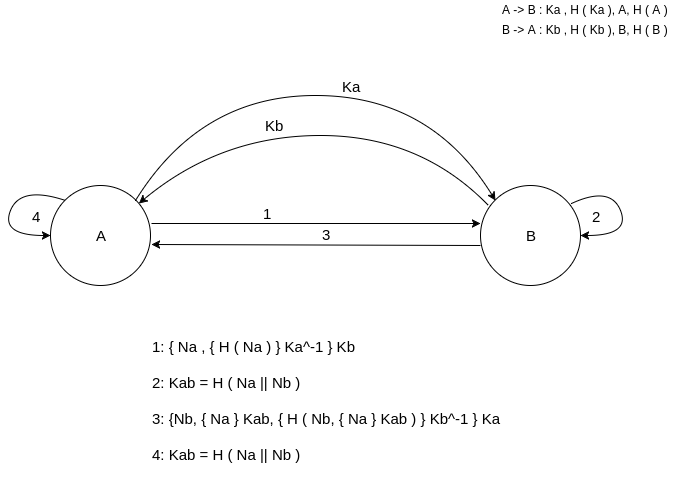 A -> B : Ka , H ( Ka ), A, H ( A )
B -> A : Kb , H ( Kb ), B, H ( B )
Ka
Kb
4
A
1
3
B
2
1: { Na , { H ( Na ) } Ka^-1 } Kb
2: Kab = H ( Na || Nb )
3: {Nb, { Na } Kab, { H ( Nb, { Na } Kab ) } Kb^-1 } Ka
4: Kab = H ( Na || Nb )